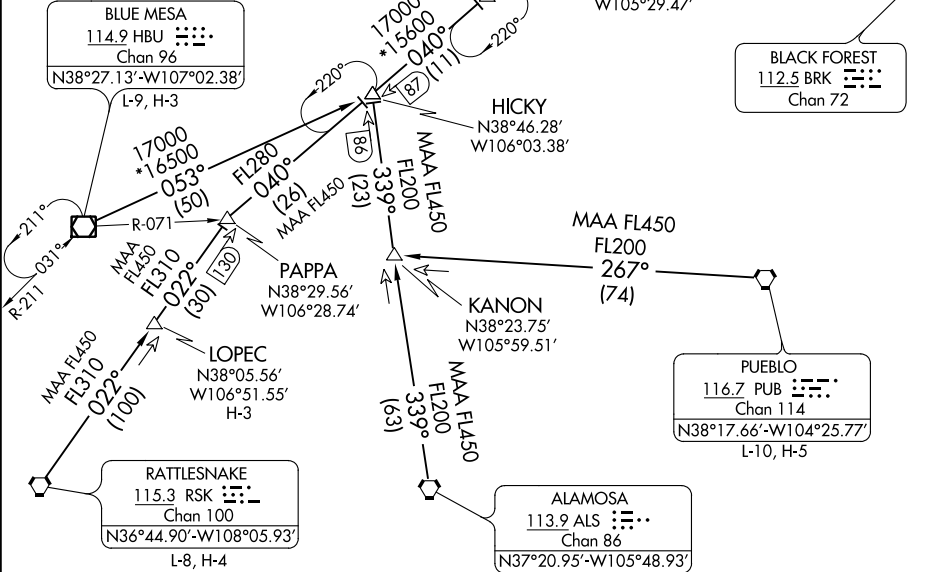 W105°29.47'
BLUE MESA
114.9 HBU
Chan 96
N38°27.13'-W107°02.38'
L-9, H-3
17000
*15600
040°
(11)
220°
220°
87
BLACK FOREST
112.5 BRK
Chan 72
HICKY
N38°46.28'
W106°03.38'
17000
*16500
053°
(50)
FL280
040°
(26)
MAA FL450
86
MAA FL450
FL200
339°
(23)
211°
031°
R-211
R-071
MAA
FL450
FL310
022°
(30)
130
PAPPA
N38°29.56'
W106°28.74'
MAA FL450
FL200
267°
(74)
KANON
N38°23.75'
W105°59.51'
LOPEC
N38°05.56'
W106°51.55'
H-3
MAA FL450
FL310
022°
(100)
MAA FL450
FL200
339°
(63)
PUEBLO
116.7 PUB
Chan 114
N38°17.66'-W104°25.77'
L-10, H-5
RATTLESNAKE
115.3 RSK
Chan 100
N36°44.90'-W108°05.93'
L-8, H-4
ALAMOSA
113.9 ALS
Chan 86
N37°20.95'-W105°48.93'